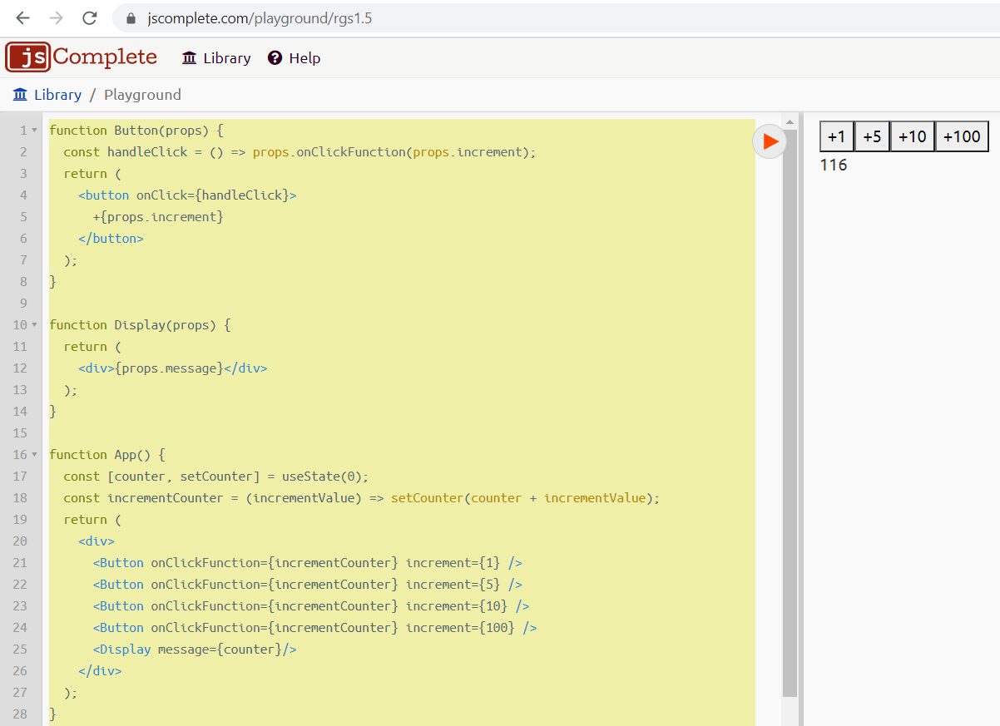 jscomplete.com/playground/rgs1.5
jsComplete Library Help
Library / Playground
1 function Button(props) {
2 const handleClick = () => props.onClickFunction(props.increment);
3 return (
4 <button onClick={handleClick}>
5 +{props.increment}
6 </button>
7 );
8 }
9
10 function Display(props) {
11 return (
12 <div>{props.message}</div>
13 );
14 }
15
16 function App() {
17 const [counter, setCounter] = useState(0);
18 const incrementCounter = (incrementValue) => setCounter(counter + incrementValue);
19 return (
20 <div>
21 <Button onClickFunction={incrementCounter} increment={1} />
22 <Button onClickFunction={incrementCounter} increment={5} />
23 <Button onClickFunction={incrementCounter} increment={10} />
24 <Button onClickFunction={incrementCounter} increment={100} />
25 <Display message={counter}/>
26 </div>
27 );
28 }
+1 +5 +10 +100
116